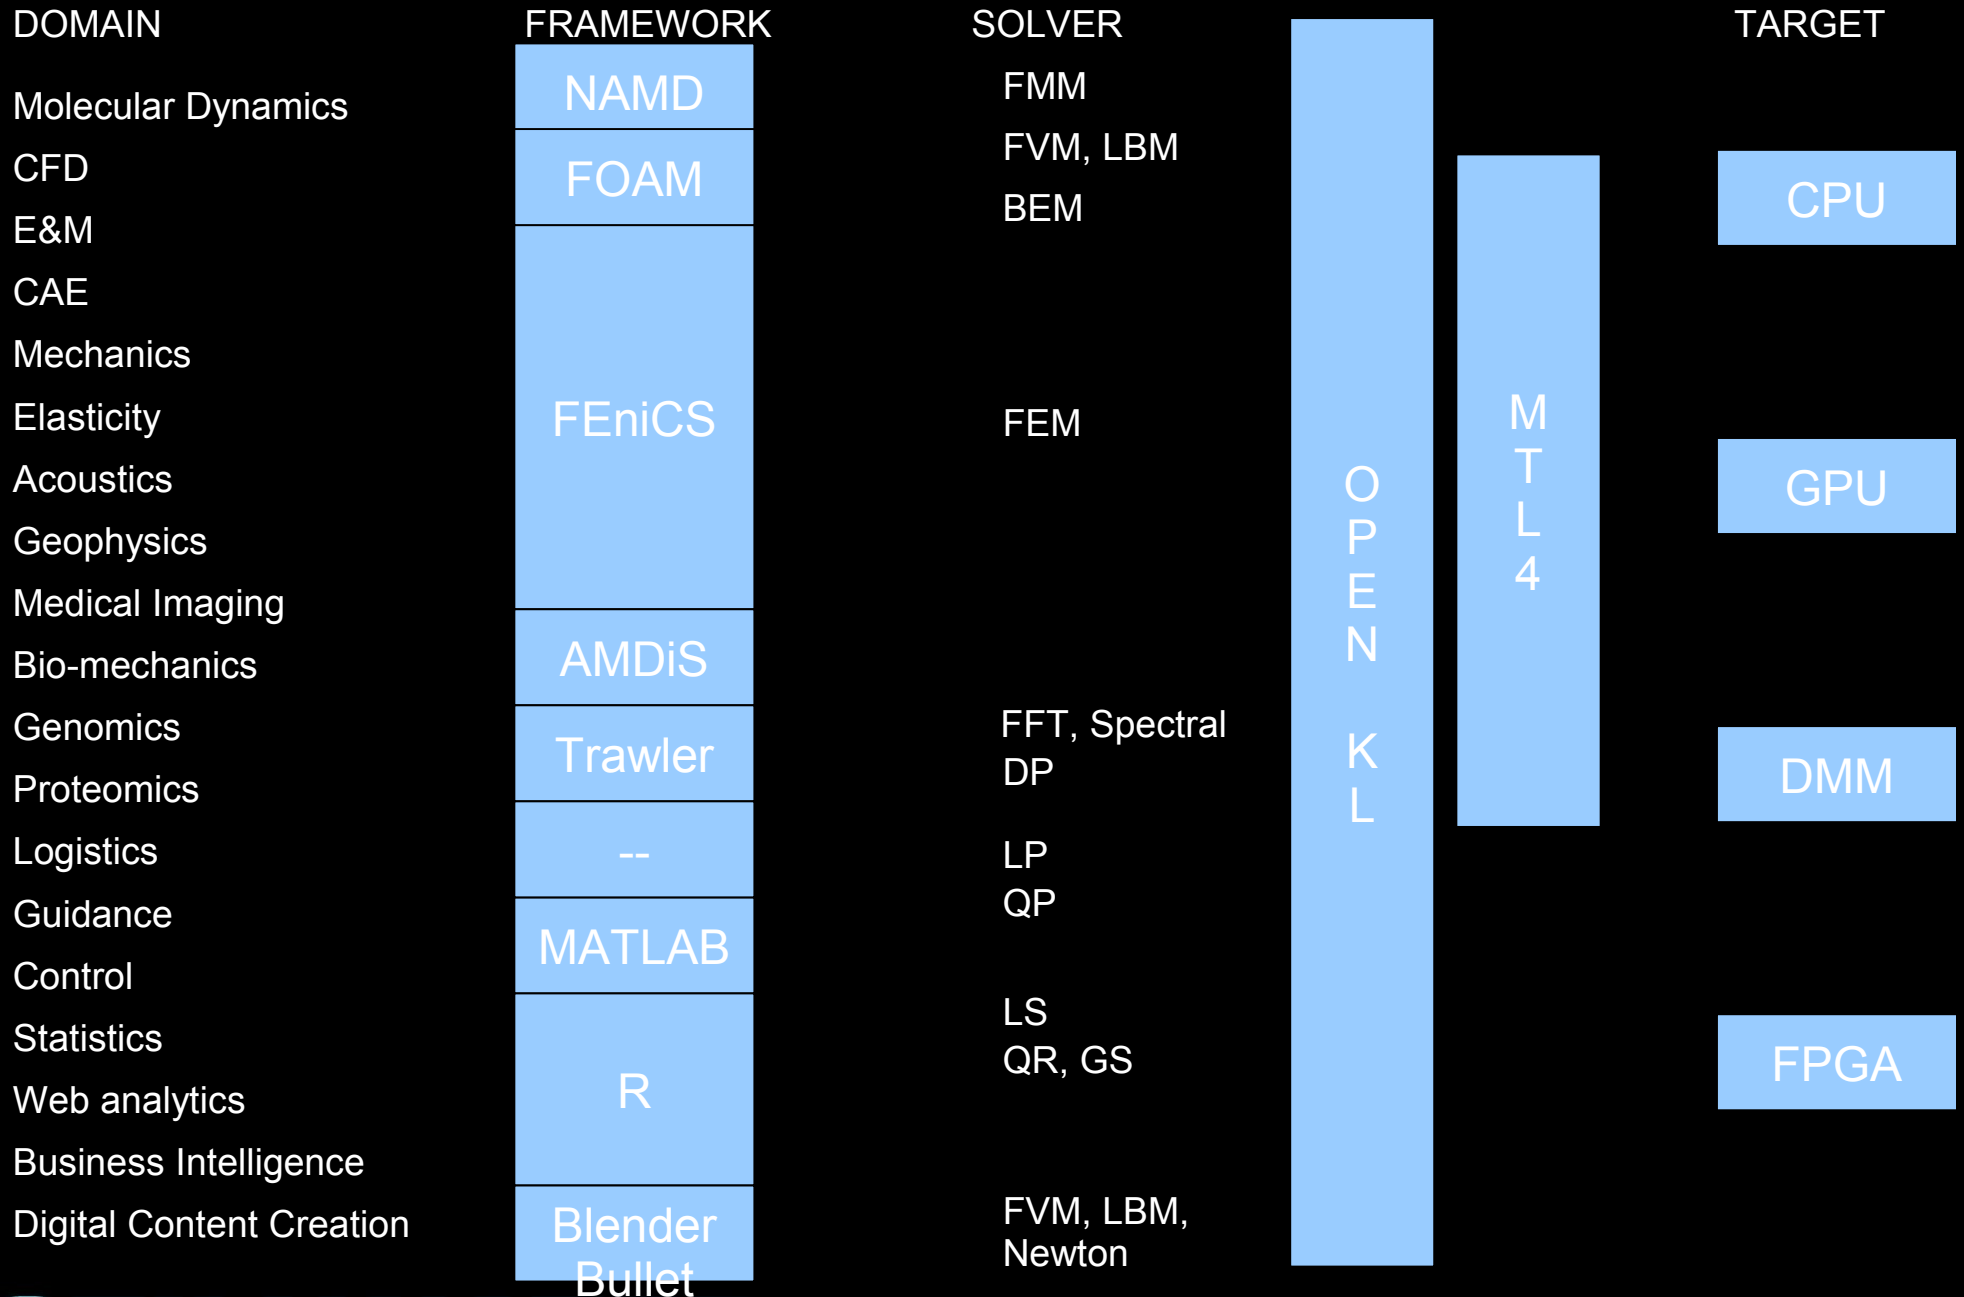 DOMAIN
Molecular Dynamics
CFD
E&M
CAE
Mechanics
Elasticity
Acoustics
Geophysics
Medical Imaging
Bio-mechanics
Genomics
Proteomics
Logistics
Guidance
Control
Statistics
Web analytics
Business Intelligence
Digital Content Creation
FRAMEWORK
NAMD
FOAM
FEniCS
AMDiS
Trawler
--
MATLAB
R
Blender
Bullet
SOLVER
FMM
FVM, LBM
BEM
FEM
FFT, Spectral
DP
LP
QP
LS
QR, GS
FVM, LBM,
Newton
O
P
E
N
K
L
M
T
L
4
TARGET
CPU
GPU
DMM
FPGA